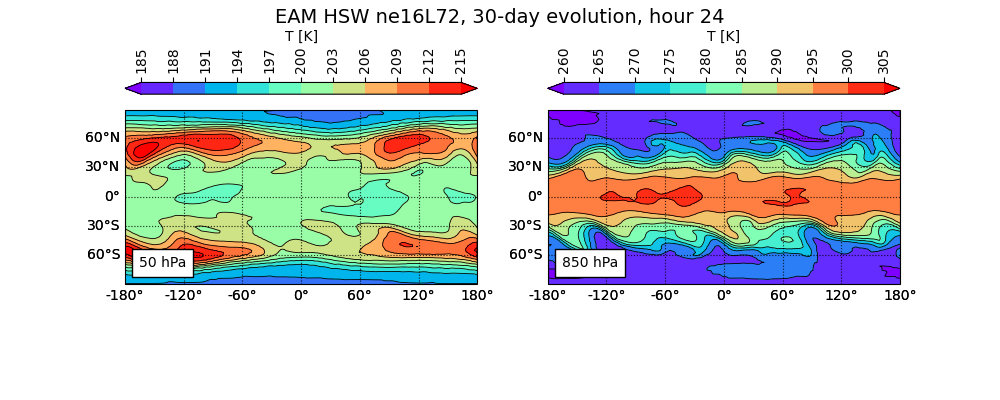 EAM HSW ne16L72, 30-day evolution, hour 24
T [K]
185 188 191 194 197 200 203 206 209 212 215
60°N
30°N
0°
30°S
60°S
50 hPa
-180° -120° -60° 0° 60° 120° 180°
T [K]
260 265 270 275 280 285 290 295 300 305
60°N
30°N
0°
30°S
60°S
850 hPa
-180° -120° -60° 0° 60° 120° 180°